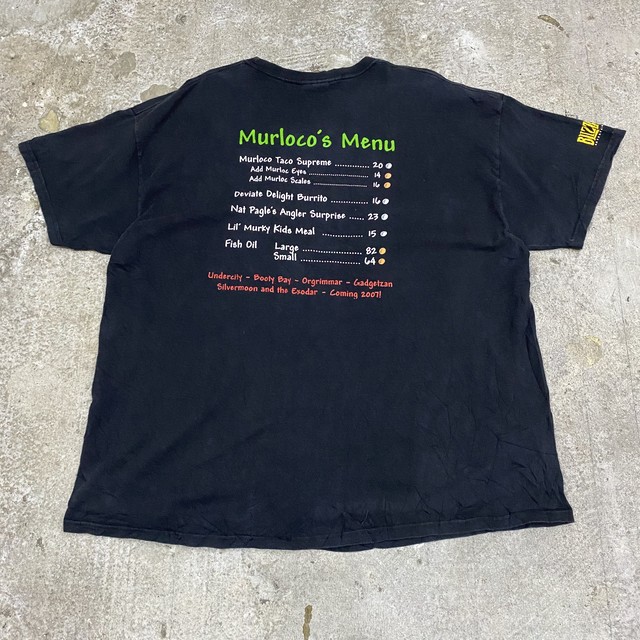 Murloco's Menu
Murloco Taco Supreme .............. 20
Add Murloc Eyes ........................ 14
Add Murloc Scales ...................... 16
Deviate Delight Burrito ............. 16
Nat Pagle's Angler Surprise ...... 23
Lil' Murky Kids Meal ............... 15
Fish Oil Large ........................ 82
Small ........................ 64
Undercity - Booty Bay - Orgrimmar - Gadgetzan
Silvermoon and the Exodar - Coming 2007!